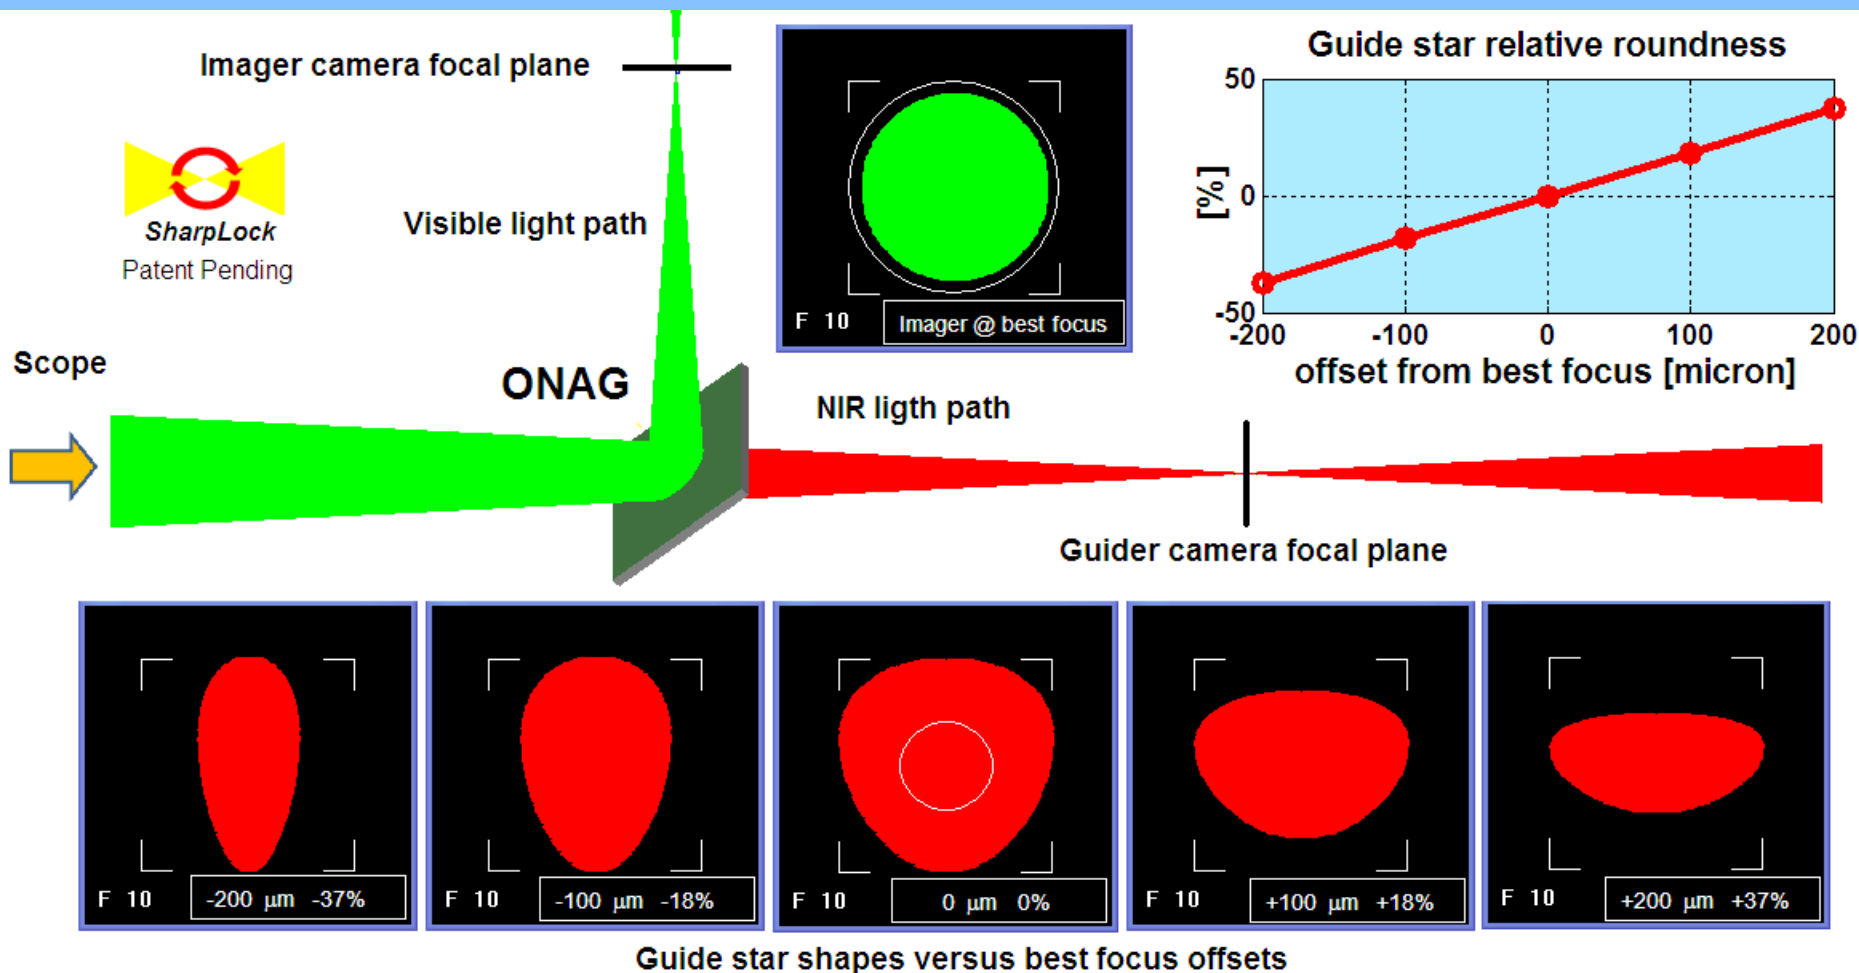 Imager camera focal plane
SharpLock
Patent Pending
Visible light path
F 10
Imager @ best focus
Guide star relative roundness
50
0
-50
[%]
-200 -100 0 100 200
offset from best focus [micron]
Scope
ONAG
NIR ligth path
Guider camera focal plane
F 10
-200 µm -37%
F 10
-100 µm -18%
F 10
0 µm 0%
F 10
+100 µm +18%
F 10
+200 µm +37%
Guide star shapes versus best focus offsets